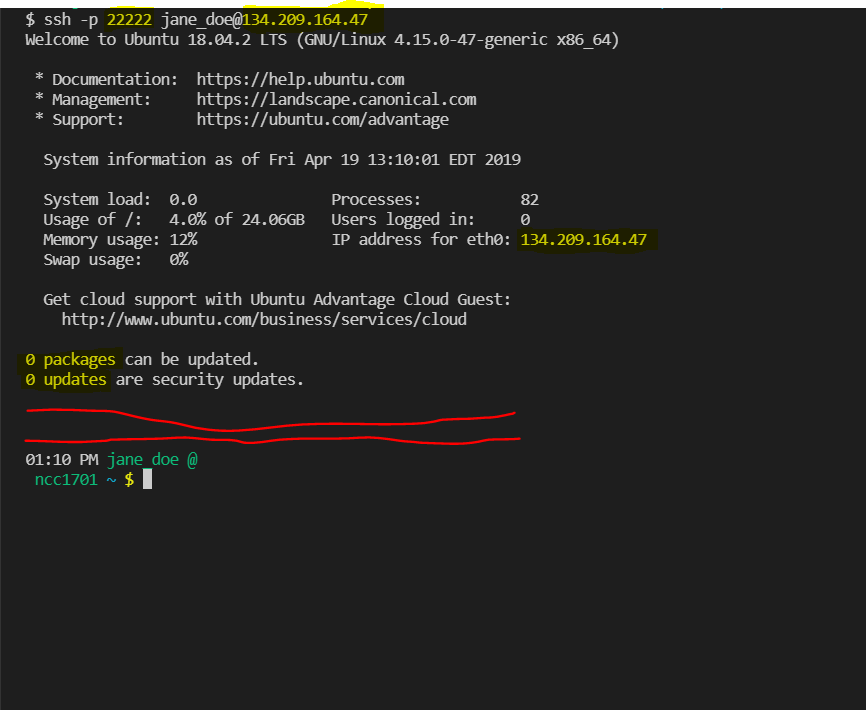 $ ssh -p 22222 jane_doe@134.209.164.47
Welcome to Ubuntu 18.04.2 LTS (GNU/Linux 4.15.0-47-generic x86_64)
* Documentation: https://help.ubuntu.com
* Management: https://landscape.canonical.com
* Support: https://ubuntu.com/advantage
System information as of Fri Apr 19 13:10:01 EDT 2019
System load: 0.0 Processes: 82
Usage of /: 4.0% of 24.06GB Users logged in: 0
Memory usage: 12% IP address for eth0: 134.209.164.47
Swap usage: 0%
Get cloud support with Ubuntu Advantage Cloud Guest:
http://www.ubuntu.com/business/services/cloud
0 packages can be updated.
0 updates are security updates.
01:10 PM jane_doe @
ncc1701 ~ $